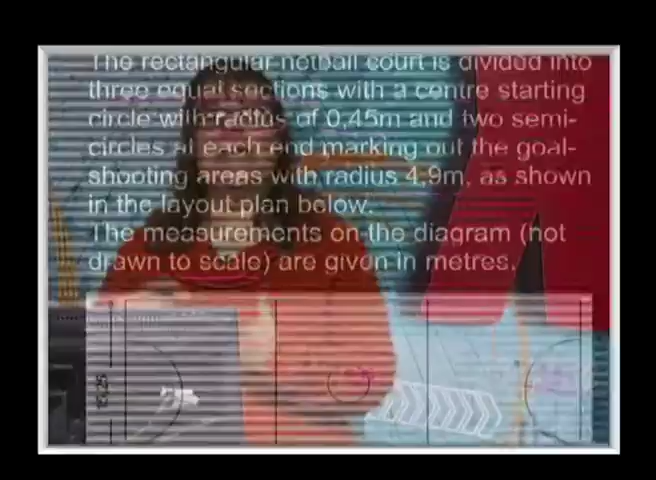 The rectangular netball court is divided into
three equal sections with a centre starting
circle with radius of 0,45m and two semi-
circles at each end marking out the goal-
shooting areas with radius 4,9m, as shown
in the layout plan below.
The measurements on the diagram (not
drawn to scale) are given in metres.
15,25